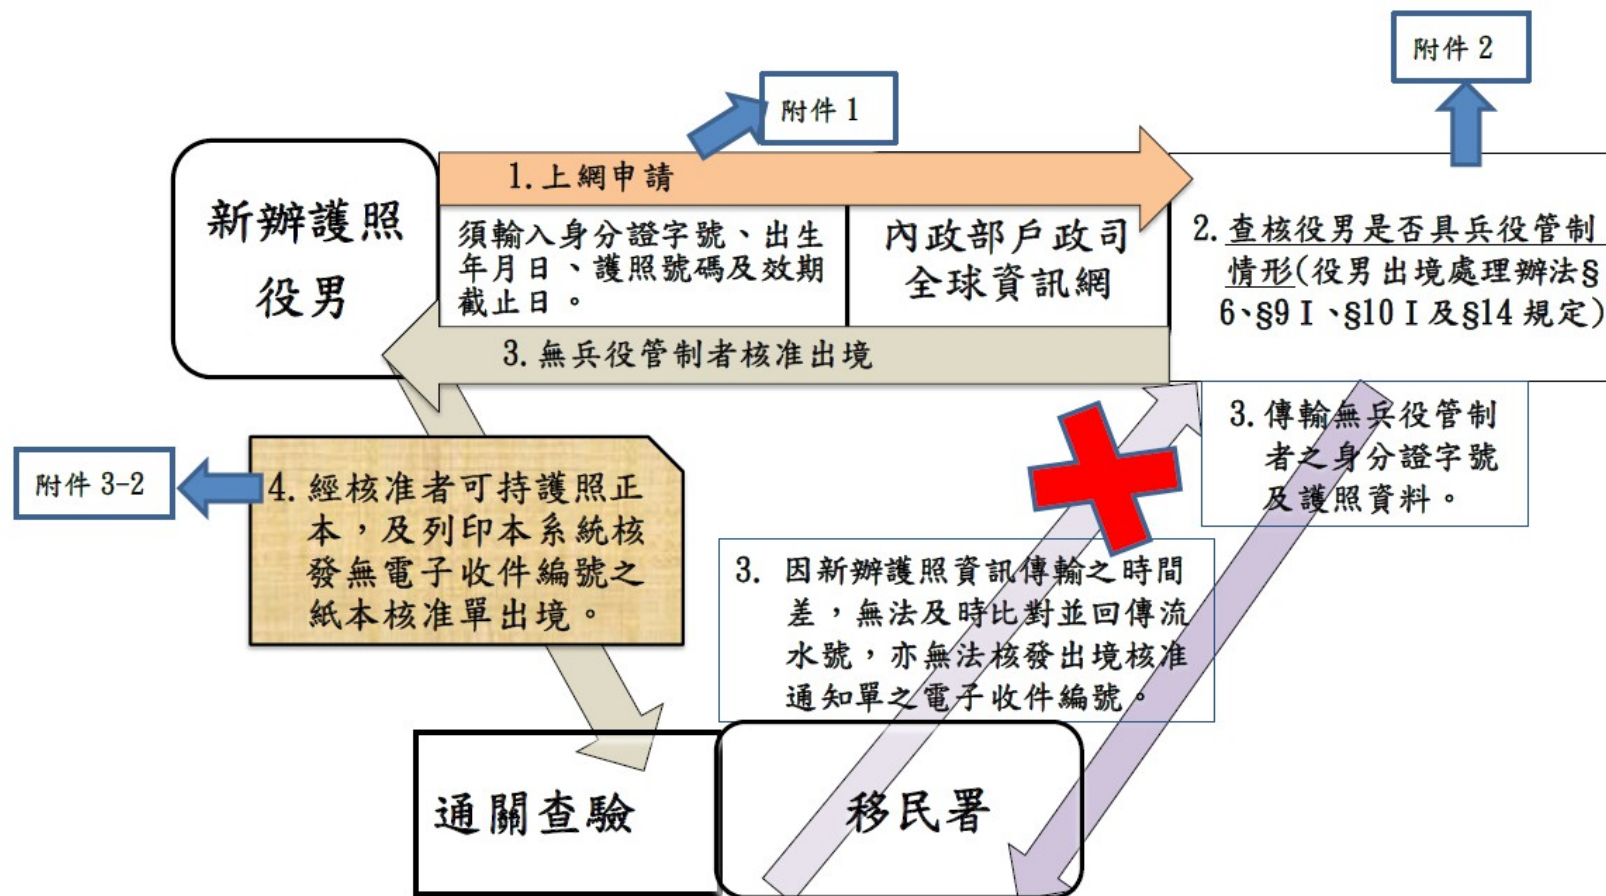 附件 2
附件 1
1. 上網申請
新辦護照
役男
須輸入身分證字號、出生
年月日、護照號碼及效期
截止日。
內政部戶政司
全球資訊網
2. 查核役男是否具兵役管制
情形(役男出境處理辦法§
6、§9Ⅰ、§10Ⅰ及§14 規定)
3. 無兵役管制者核准出境
3. 傳輸無兵役管制
者之身分證字號
及護照資料。
附件 3-2
4. 經核准者可持護照正
本，及列印本系統核
發無電子收件編號之
紙本核准單出境。
3. 因新辦護照資訊傳輸之時間
差，無法及時比對並回傳流
水號，亦無法核發出境核准
通知單之電子收件編號。
通關查驗
移民署